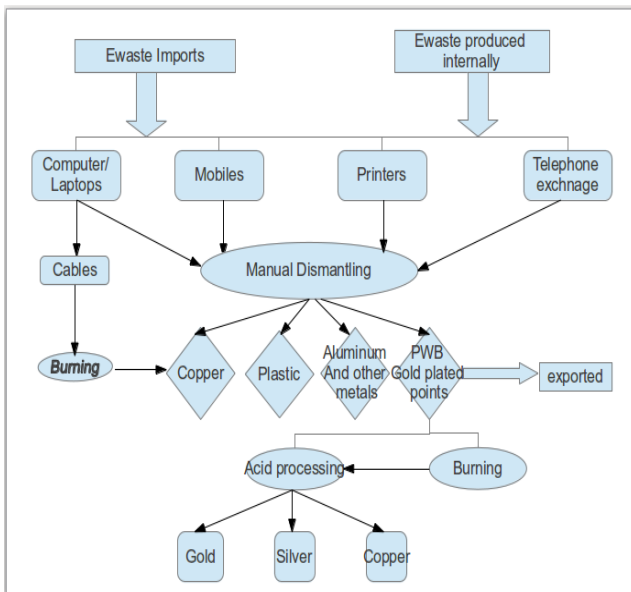 Ewaste Imports
Ewaste produced
internally
Computer/
Laptops
Mobiles
Printers
Telephone
exchnage
Cables
Manual Dismantling
Burning
Copper
Plastic
Aluminum
And other
metals
PWB
Gold plated
points
exported
Acid processing
Burning
Gold
Silver
Copper